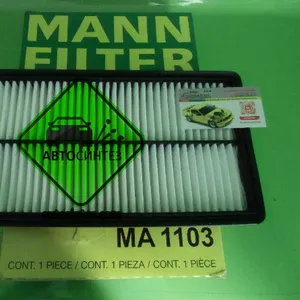 MANN
FILTER
АВТОСИНТЕЗ
MA 1103
CONT. 1 PIECE / CONT. 1 PIEZA / CONT. 1 PIÈCE